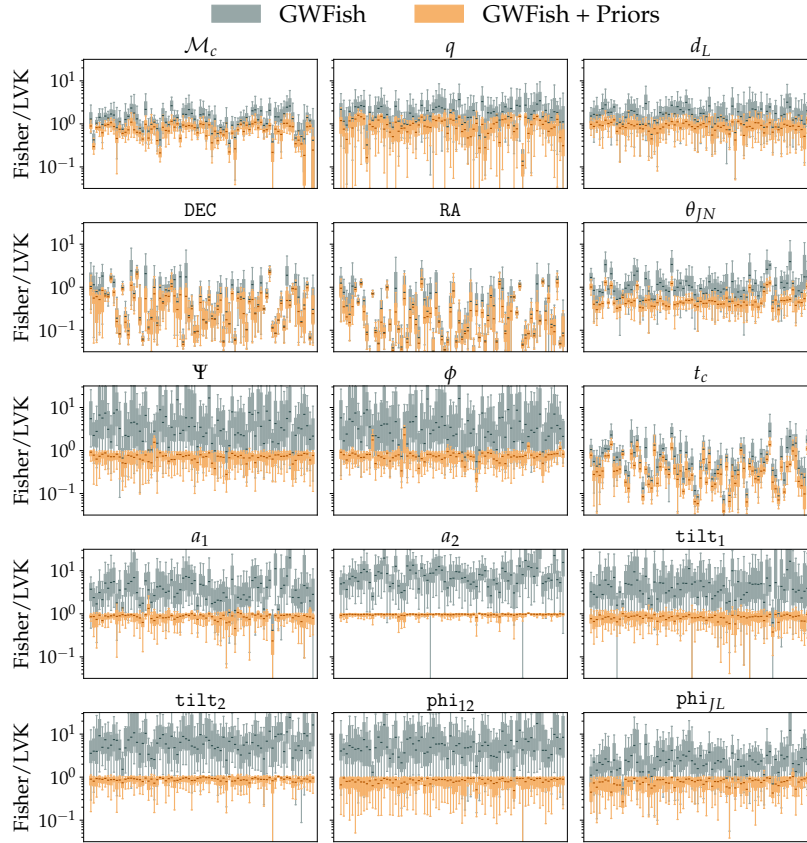 GWFish GWFish + Priors
ℳc q dL
Fisher/LVK 10¹ 10⁰ 10⁻¹
DEC RA θJN
Fisher/LVK 10¹ 10⁰ 10⁻¹
Ψ ϕ tc
Fisher/LVK 10¹ 10⁰ 10⁻¹
a₁ a₂ tilt₁
Fisher/LVK 10¹ 10⁰ 10⁻¹
tilt₂ phi₁₂ phiJL
Fisher/LVK 10¹ 10⁰ 10⁻¹